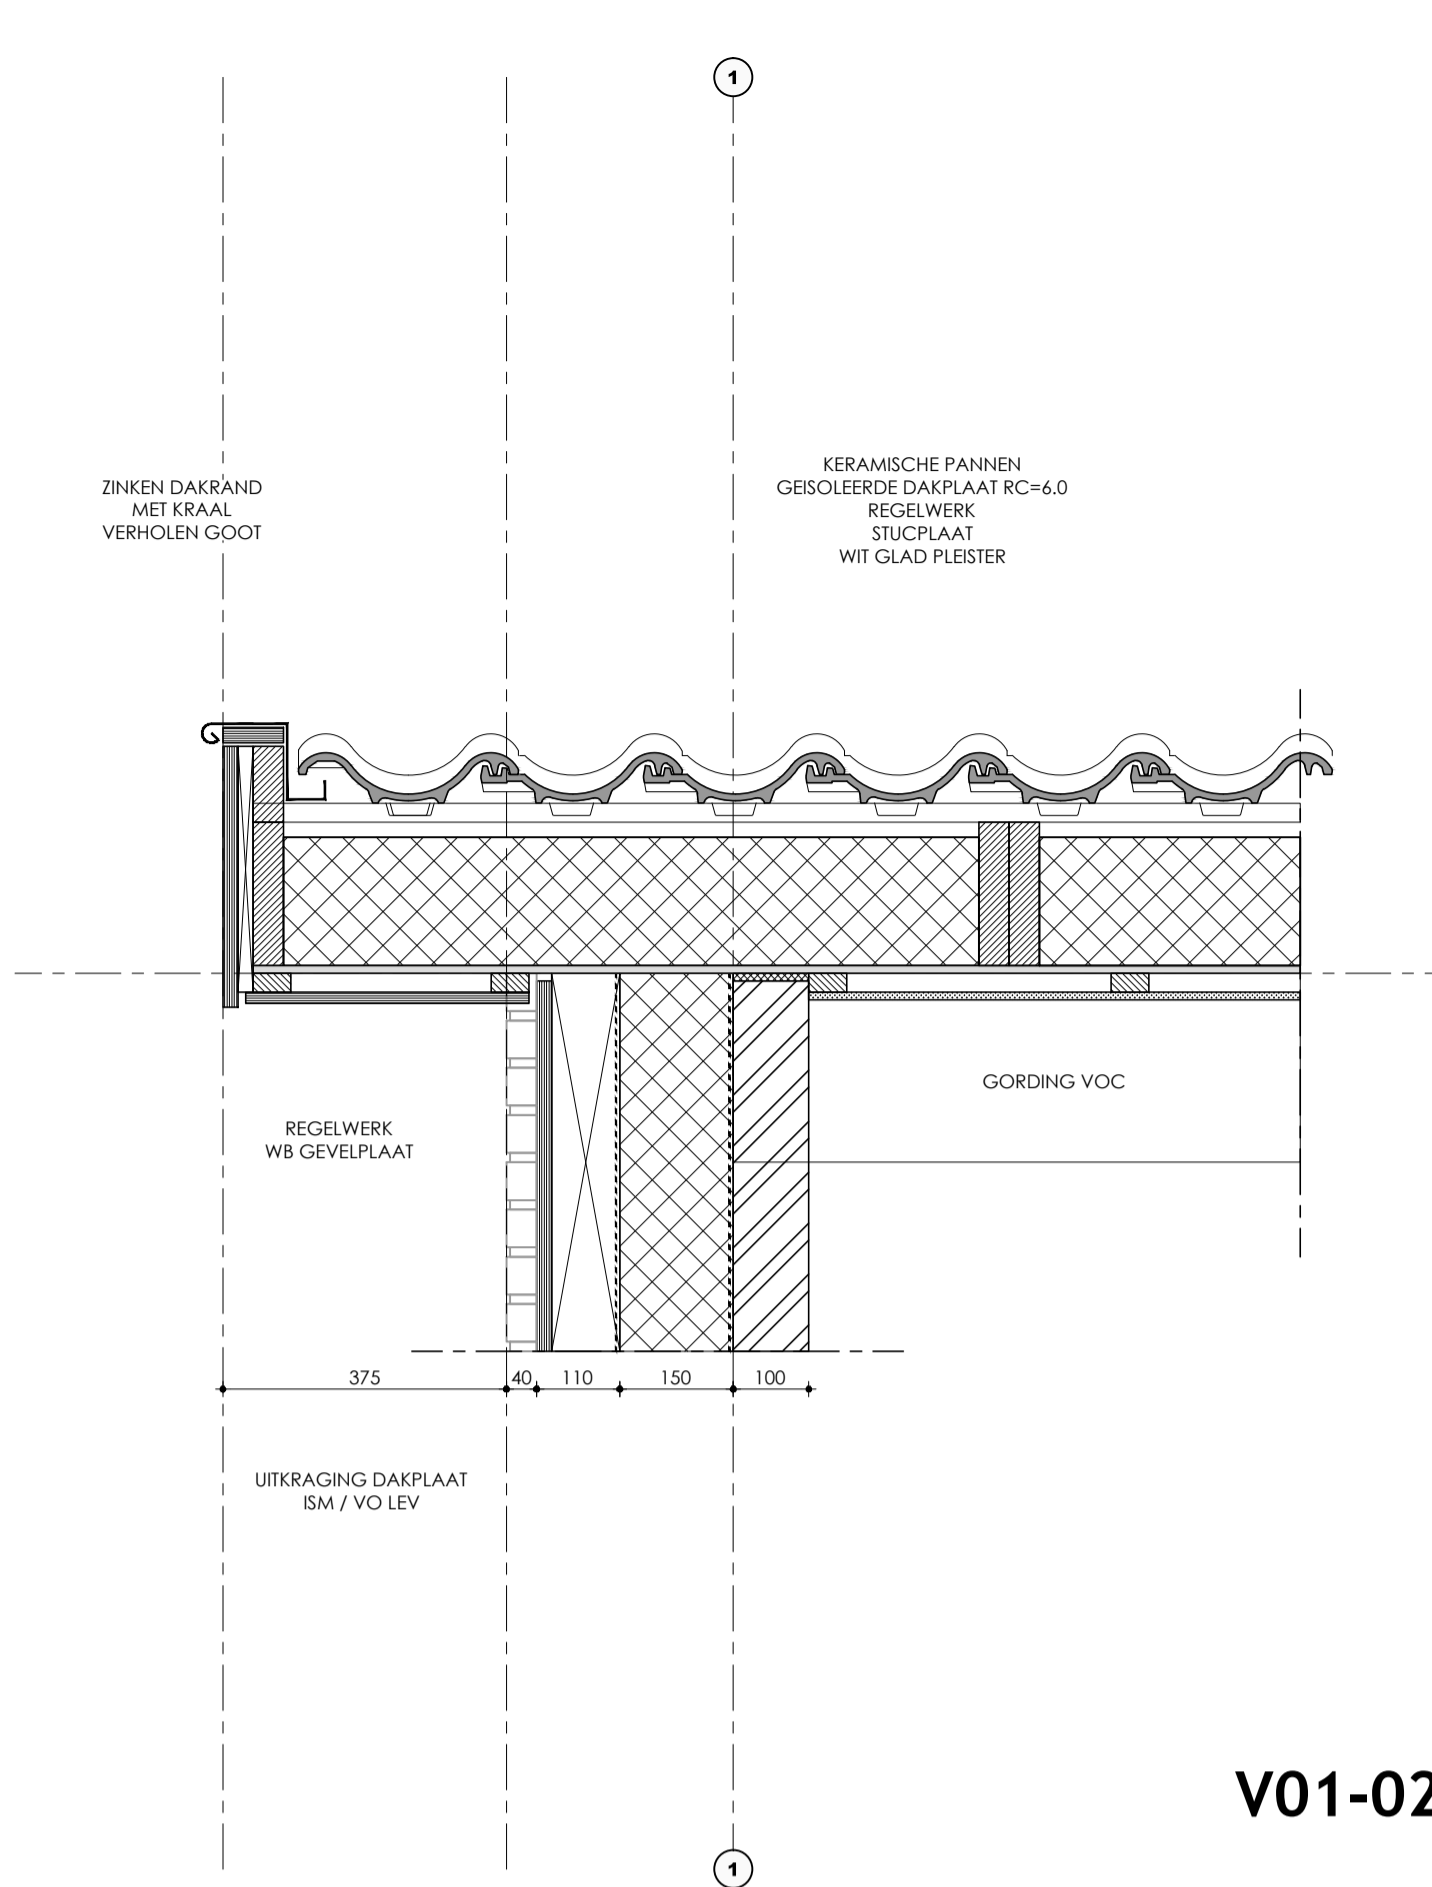 1
ZINKEN DAKRAND
MET KRAAL
VERHOLEN GOOT
KERAMISCHE PANNEN
GEISOLEERDE DAKPLAAT RC=6.0
REGELWERK
STUCPLAAT
WIT GLAD PLEISTER
GORDING VOC
REGELWERK
WB GEVELPLAAT
375 40 110 150 100
UITKRAGING DAKPLAAT
ISM / VO LEV
V01-02
1